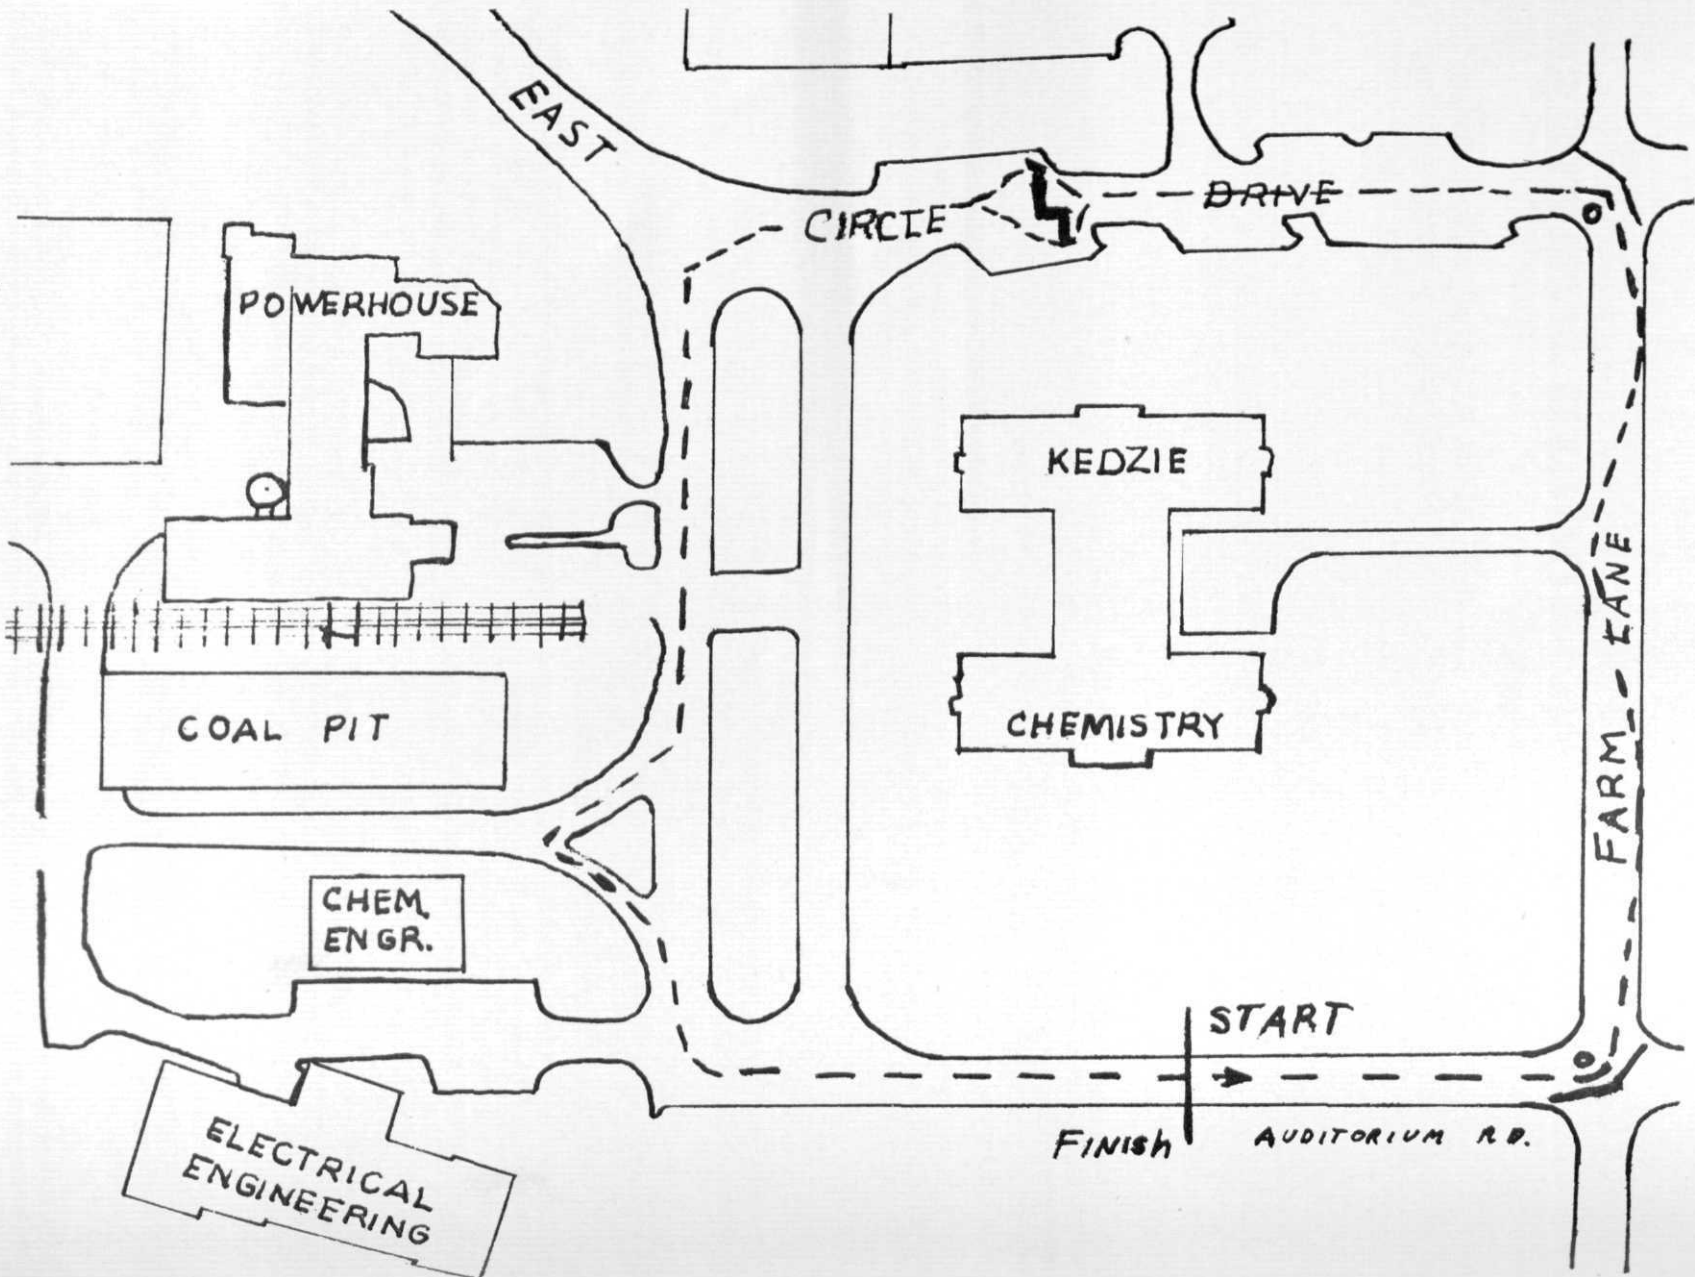 EAST
CIRCLE
DRIVE
POWERHOUSE
KEDZIE
FARM LANE
COAL PIT
CHEMISTRY
CHEM.
ENGR.
START
FINISH
AUDITORIUM RD.
ELECTRICAL
ENGINEERING